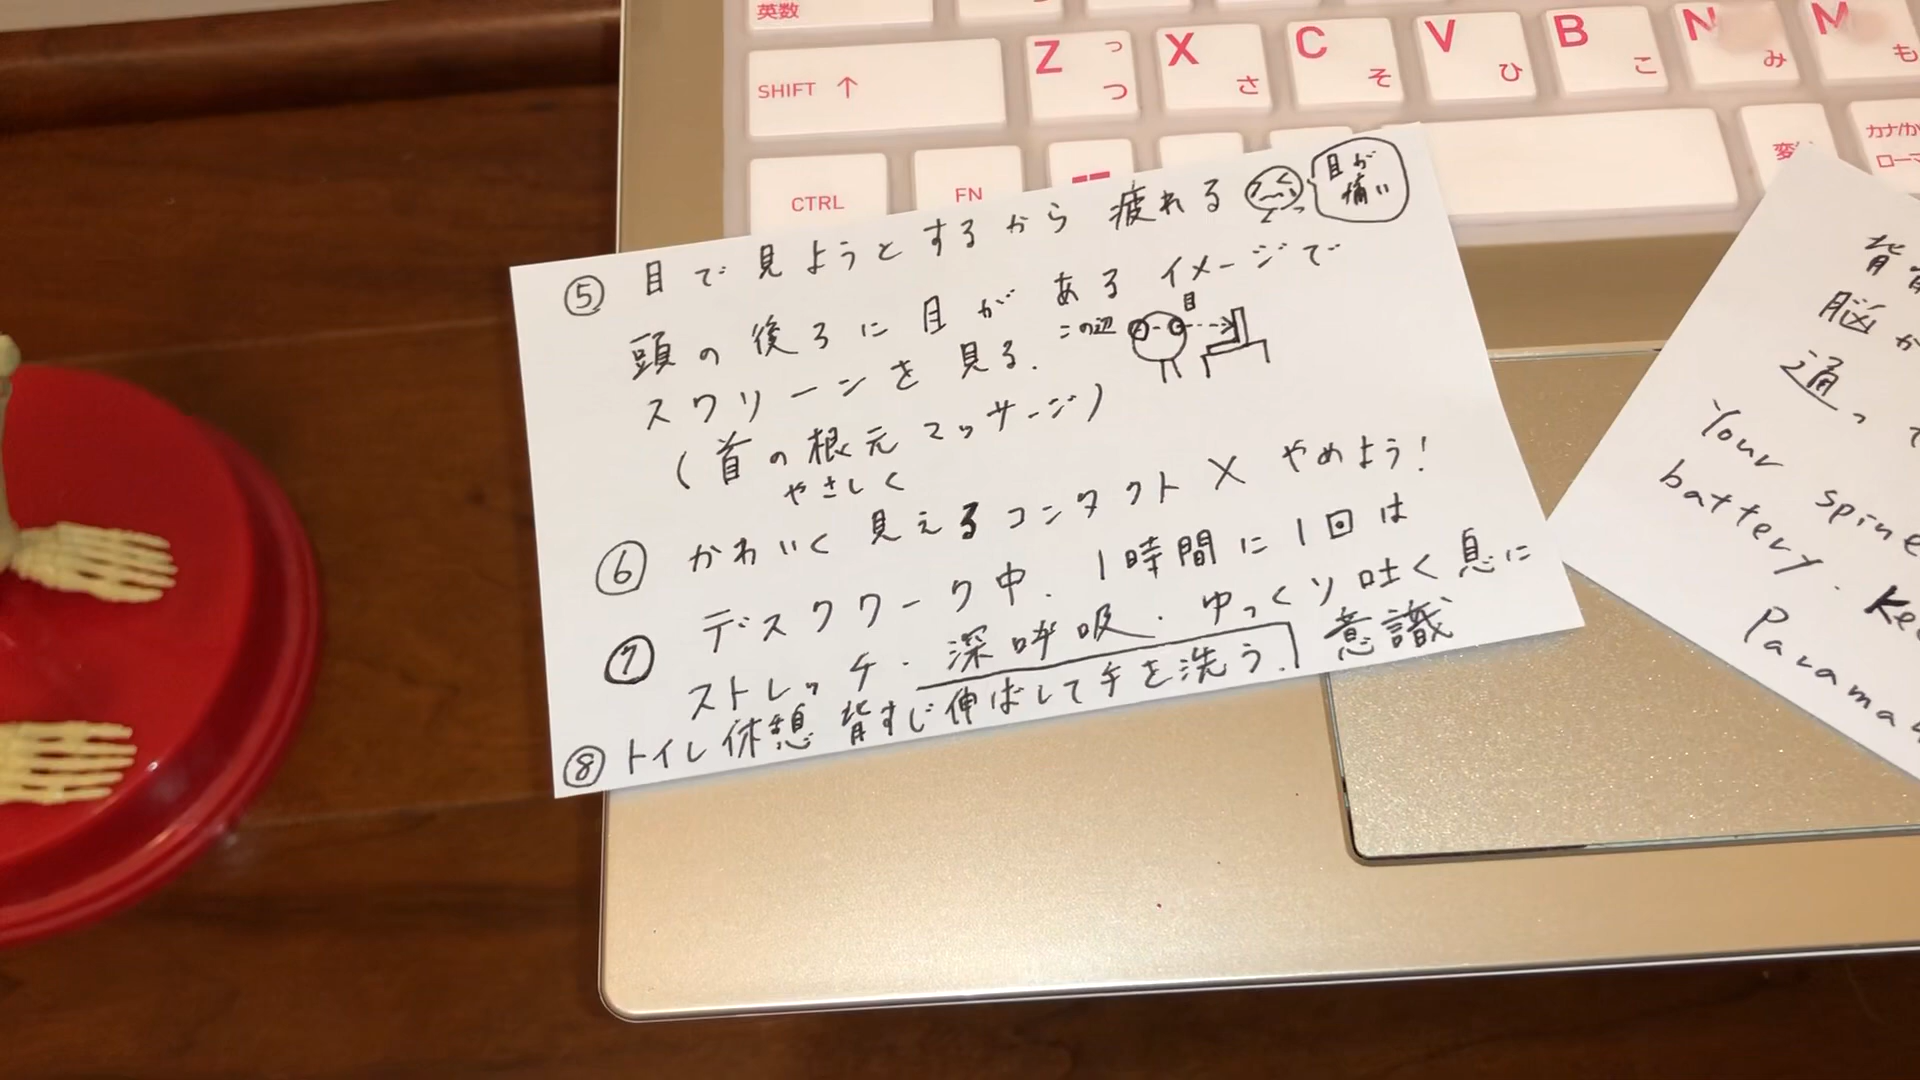 英数
SHIFT ↑
Z っ つ
X さ
C そ
V ひ
B こ
N み
M も
CTRL
FN
カナ/か
ロー
⑤ 目で見ようとするから 疲れる
目が
痛い
頭の後ろに目がある イメージで
スクリーンを見る.
この辺
目
(首の根元マッサージ)
やさしく
⑥ かわいく見えるコンタクト X やめよう!
⑦ デスクワーク中. 1時間に1回は
ストレッチ. 深呼吸. ゆっくり吐く息に
意識
⑧ トイレ休憩 背すじ伸ばして手を洗う.
脳か
通って
Your spine
battery. Ke
Parama